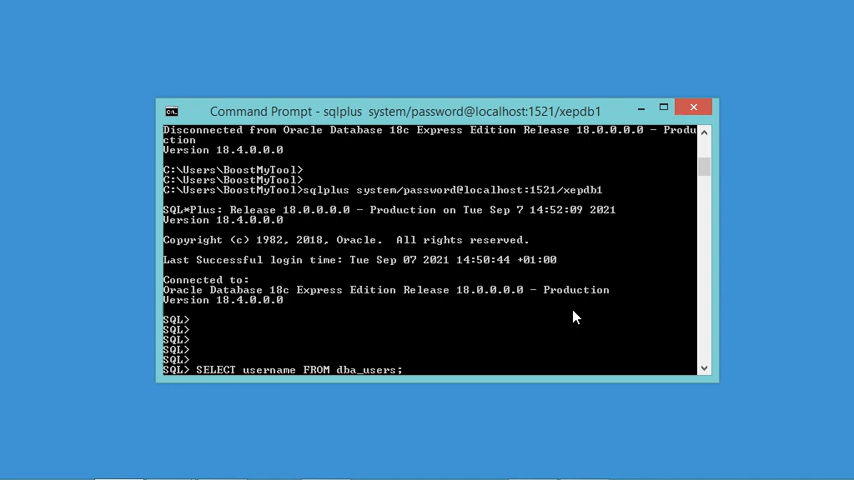 Command Prompt - sqlplus  system/password@localhost:1521/xepdb1
Disconnected from Oracle Database 18c Express Edition Release 18.0.0.0.0 - Produ
ction
Version 18.4.0.0.0
C:\Users\BoostMyTool>
C:\Users\BoostMyTool>
C:\Users\BoostMyTool>sqlplus system/password@localhost:1521/xepdb1
SQL*Plus: Release 18.0.0.0.0 - Production on Tue Sep 7 14:52:09 2021
Version 18.4.0.0.0
Copyright (c) 1982, 2018, Oracle.  All rights reserved.
Last Successful login time: Tue Sep 07 2021 14:50:44 +01:00
Connected to:
Oracle Database 18c Express Edition Release 18.0.0.0.0 - Production
Version 18.4.0.0.0
SQL>
SQL>
SQL>
SQL>
SQL>
SQL> SELECT username FROM dba_users;